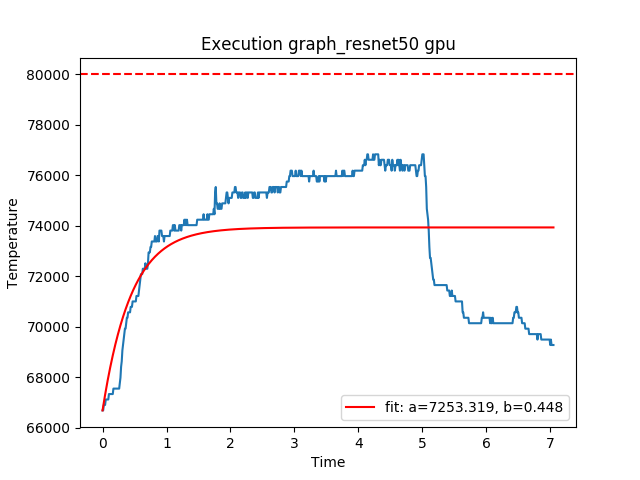 Execution graph_resnet50 gpu
Temperature
80000
78000
76000
74000
72000
70000
68000
66000
fit: a=7253.319, b=0.448
0 1 2 3 4 5 6 7
Time